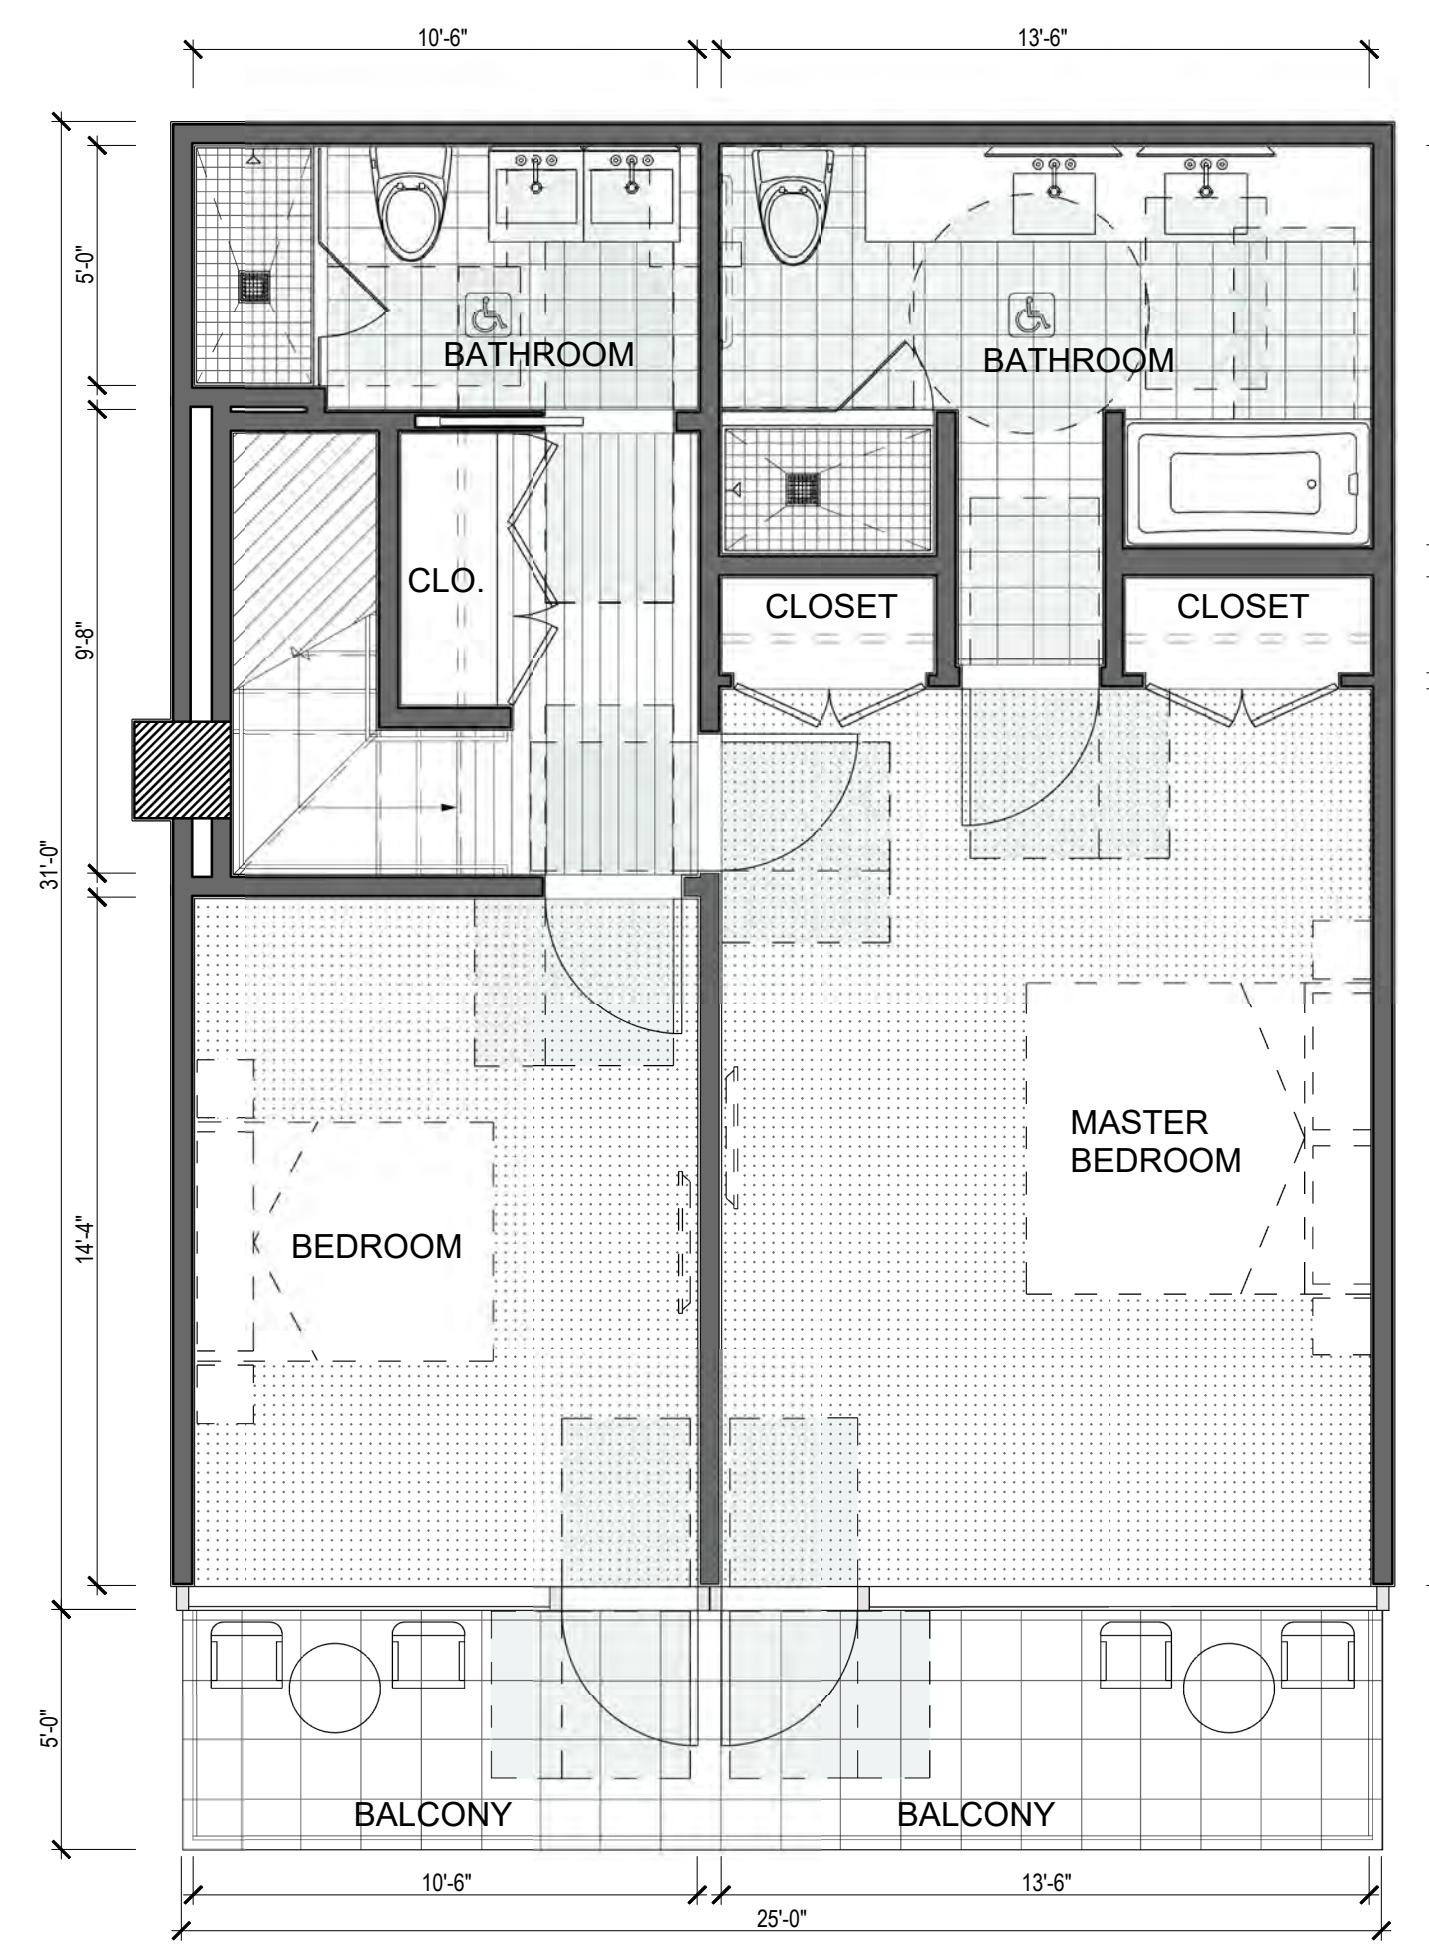 10'-6"
13'-6"
5'-0"
BATHROOM
BATHROOM
CLO.
CLOSET
CLOSET
9'-8"
31'-0"
MASTER
BEDROOM
14'-4"
BEDROOM
5'-0"
BALCONY
BALCONY
10'-6"
13'-6"
25'-0"